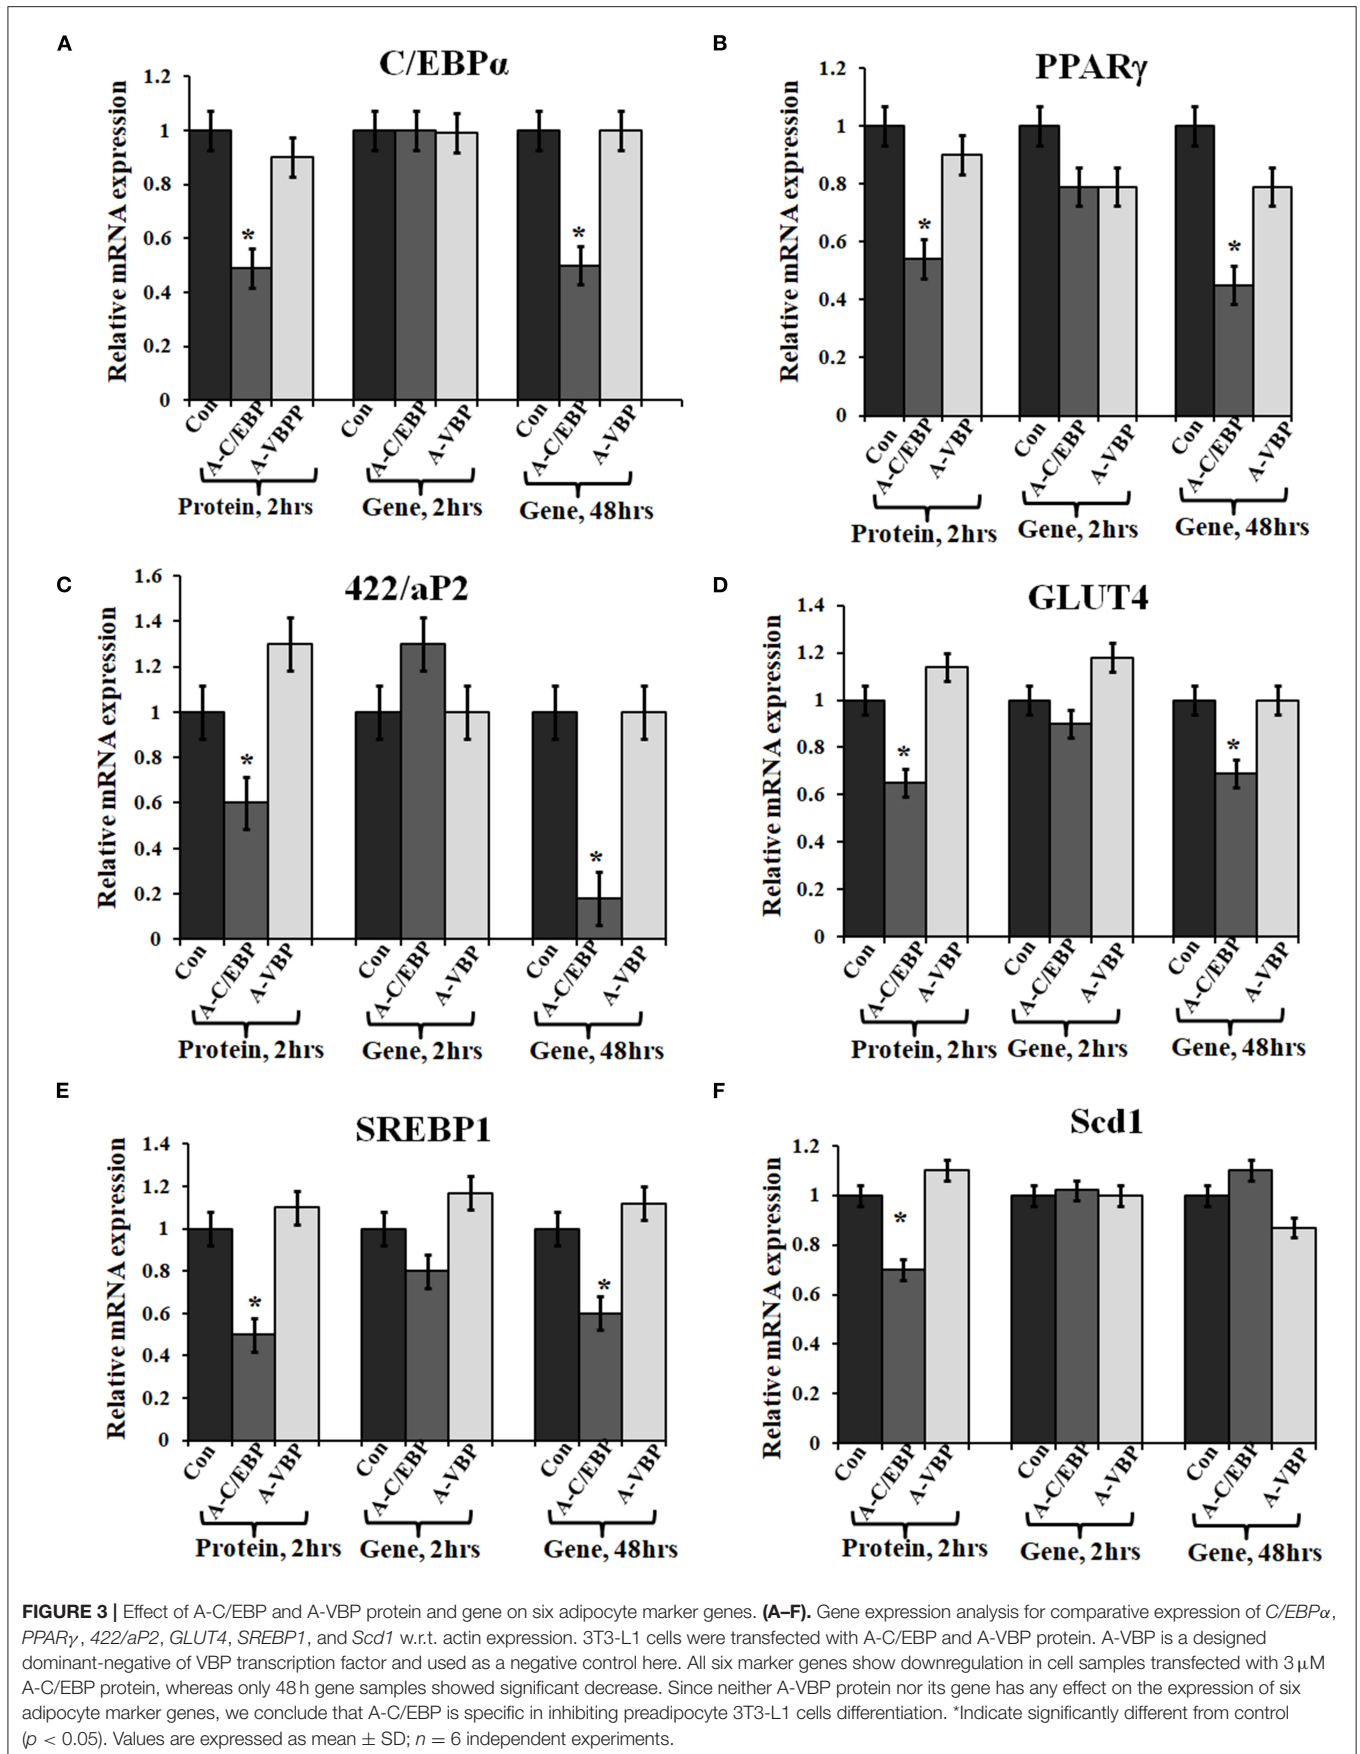 A
C/EBPα
Relative mRNA expression
1.2
1
0.8
0.6
0.4
0.2
0
*
*
Con
A-C/EBP
A-VBPP
Con
A-C/EBP
A-VBP
Con
A-C/EBP
A-VBP
Protein, 2hrs
Gene, 2hrs
Gene, 48hrs
B
PPARγ
Relative mRNA expression
1.2
1
0.8
0.6
0.4
0.2
0
*
*
Con
A-C/EBP
A-VBP
Con
A-C/EBP
A-VBP
Con
A-C/EBP
A-VBP
Protein, 2hrs
Gene, 2hrs
Gene, 48hrs
C
422/aP2
Relative mRNA expression
1.6
1.4
1.2
1
0.8
0.6
0.4
0.2
0
*
*
Con
A-C/EBP
A-VBP
Con
A-C/EBP
A-VBP
Con
A-C/EBP
A-VBP
Protein, 2hrs
Gene, 2hrs
Gene, 48hrs
D
GLUT4
Relative mRNA expression
1.4
1.2
1
0.8
0.6
0.4
0.2
0
*
*
Con
A-C/EBP
A-VBP
Con
A-C/EBP
A-VBP
Con
A-C/EBP
A-VBP
Protein, 2hrs
Gene, 2hrs
Gene, 48hrs
E
SREBP1
Relative mRNA expression
1.4
1.2
1
0.8
0.6
0.4
0.2
0
*
*
Con
A-C/EBP
A-VBP
Con
A-C/EBP
A-VBP
Con
A-C/EBP
A-VBP
Protein, 2hrs
Gene, 2hrs
Gene, 48hrs
F
Scd1
Relative mRNA expression
1.2
1
0.8
0.6
0.4
0.2
0
*
Con
A-C/EBP
A-VBP
Con
A-C/EBP
A-VBP
Con
A-C/EBP
A-VBP
Protein, 2hrs
Gene, 2hrs
Gene, 48hrs
FIGURE 3 | Effect of A-C/EBP and A-VBP protein and gene on six adipocyte marker genes. (A–F). Gene expression analysis for comparative expression of C/EBPα,
PPARγ, 422/aP2, GLUT4, SREBP1, and Scd1 w.r.t. actin expression. 3T3-L1 cells were transfected with A-C/EBP and A-VBP protein. A-VBP is a designed
dominant-negative of VBP transcription factor and used as a negative control here. All six marker genes show downregulation in cell samples transfected with 3 μM
A-C/EBP protein, whereas only 48 h gene samples showed significant decrease. Since neither A-VBP protein nor its gene has any effect on the expression of six
adipocyte marker genes, we conclude that A-C/EBP is specific in inhibiting preadipocyte 3T3-L1 cells differentiation. *Indicate significantly different from control
(p < 0.05). Values are expressed as mean ± SD; n = 6 independent experiments.